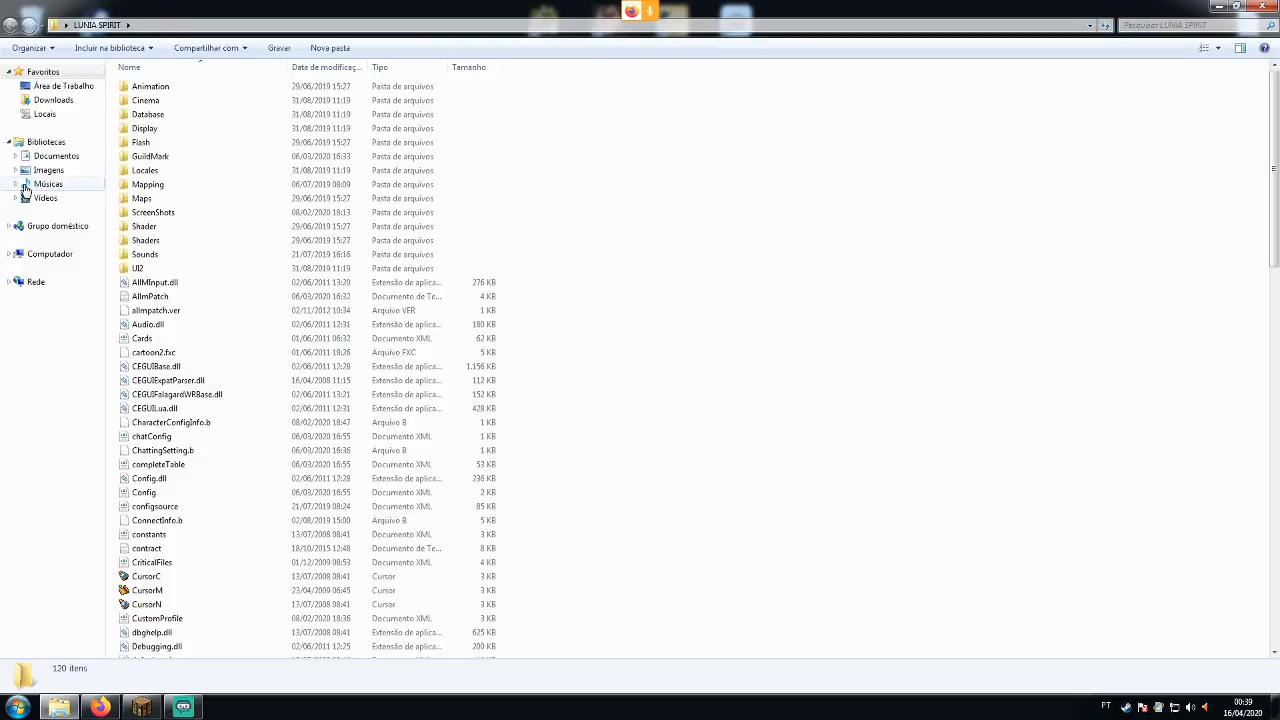 LUNIA SPIRIT
Pesquisar LUNIA SPIRIT
Organizar Incluir na biblioteca Compartilhar com Gravar Nova pasta
Nome Data de modificaç... Tipo Tamanho
Favoritos
Área de Trabalho
Downloads
Locais
Bibliotecas
Documentos
Imagens
Músicas
Vídeos
Grupo doméstico
Computador
Rede
Animation 29/06/2019 15:27 Pasta de arquivos
Cinema 31/08/2019 11:19 Pasta de arquivos
Database 31/08/2019 11:19 Pasta de arquivos
Display 31/08/2019 11:19 Pasta de arquivos
Flash 29/06/2019 15:27 Pasta de arquivos
GuildMark 06/03/2020 16:33 Pasta de arquivos
Locales 31/08/2019 11:19 Pasta de arquivos
Mapping 06/07/2019 08:09 Pasta de arquivos
Maps 29/06/2019 15:27 Pasta de arquivos
ScreenShots 08/02/2020 18:13 Pasta de arquivos
Shader 29/06/2019 15:27 Pasta de arquivos
Shaders 29/06/2019 15:27 Pasta de arquivos
Sounds 21/07/2019 16:16 Pasta de arquivos
UI2 31/08/2019 11:19 Pasta de arquivos
AllMInput.dll 02/06/2011 13:20 Extensão de aplica... 276 KB
AllmPatch 06/03/2020 16:32 Documento de Te... 4 KB
allmpatch.ver 02/11/2012 10:34 Arquivo VER 1 KB
Audio.dll 02/06/2011 12:31 Extensão de aplica... 180 KB
Cards 01/06/2011 06:32 Documento XML 62 KB
cartoon2.fxc 01/06/2011 18:26 Arquivo FXC 5 KB
CEGUIBase.dll 02/06/2011 12:28 Extensão de aplica... 1.156 KB
CEGUIExpatParser.dll 16/04/2008 11:15 Extensão de aplica... 112 KB
CEGUIFalagardWRBase.dll 02/06/2011 13:21 Extensão de aplica... 152 KB
CEGUILua.dll 02/06/2011 12:31 Extensão de aplica... 428 KB
CharacterConfigInfo.b 08/02/2020 18:47 Arquivo B 1 KB
chatConfig 06/03/2020 16:55 Documento XML 1 KB
ChattingSetting.b 06/03/2020 16:36 Arquivo B 1 KB
completeTable 06/03/2020 16:55 Documento XML 53 KB
Config.dll 02/06/2011 12:28 Extensão de aplica... 236 KB
Config 06/03/2020 16:55 Documento XML 2 KB
configsource 21/07/2019 08:24 Documento XML 85 KB
ConnectInfo.b 02/08/2019 15:00 Arquivo B 5 KB
constants 13/07/2008 08:41 Documento XML 3 KB
contract 18/10/2015 12:48 Documento de Te... 8 KB
CriticalFiles 01/12/2009 08:53 Documento XML 4 KB
CursorC 13/07/2008 08:41 Cursor 3 KB
CursorM 23/04/2009 06:45 Cursor 3 KB
CursorN 13/07/2008 08:41 Cursor 3 KB
CustomProfile 08/02/2020 18:36 Documento XML 3 KB
dbghelp.dll 13/07/2008 08:41 Extensão de aplica... 625 KB
Debugging.dll 02/06/2011 12:25 Extensão de aplica... 200 KB
120 itens
PT
00:39
16/04/2020